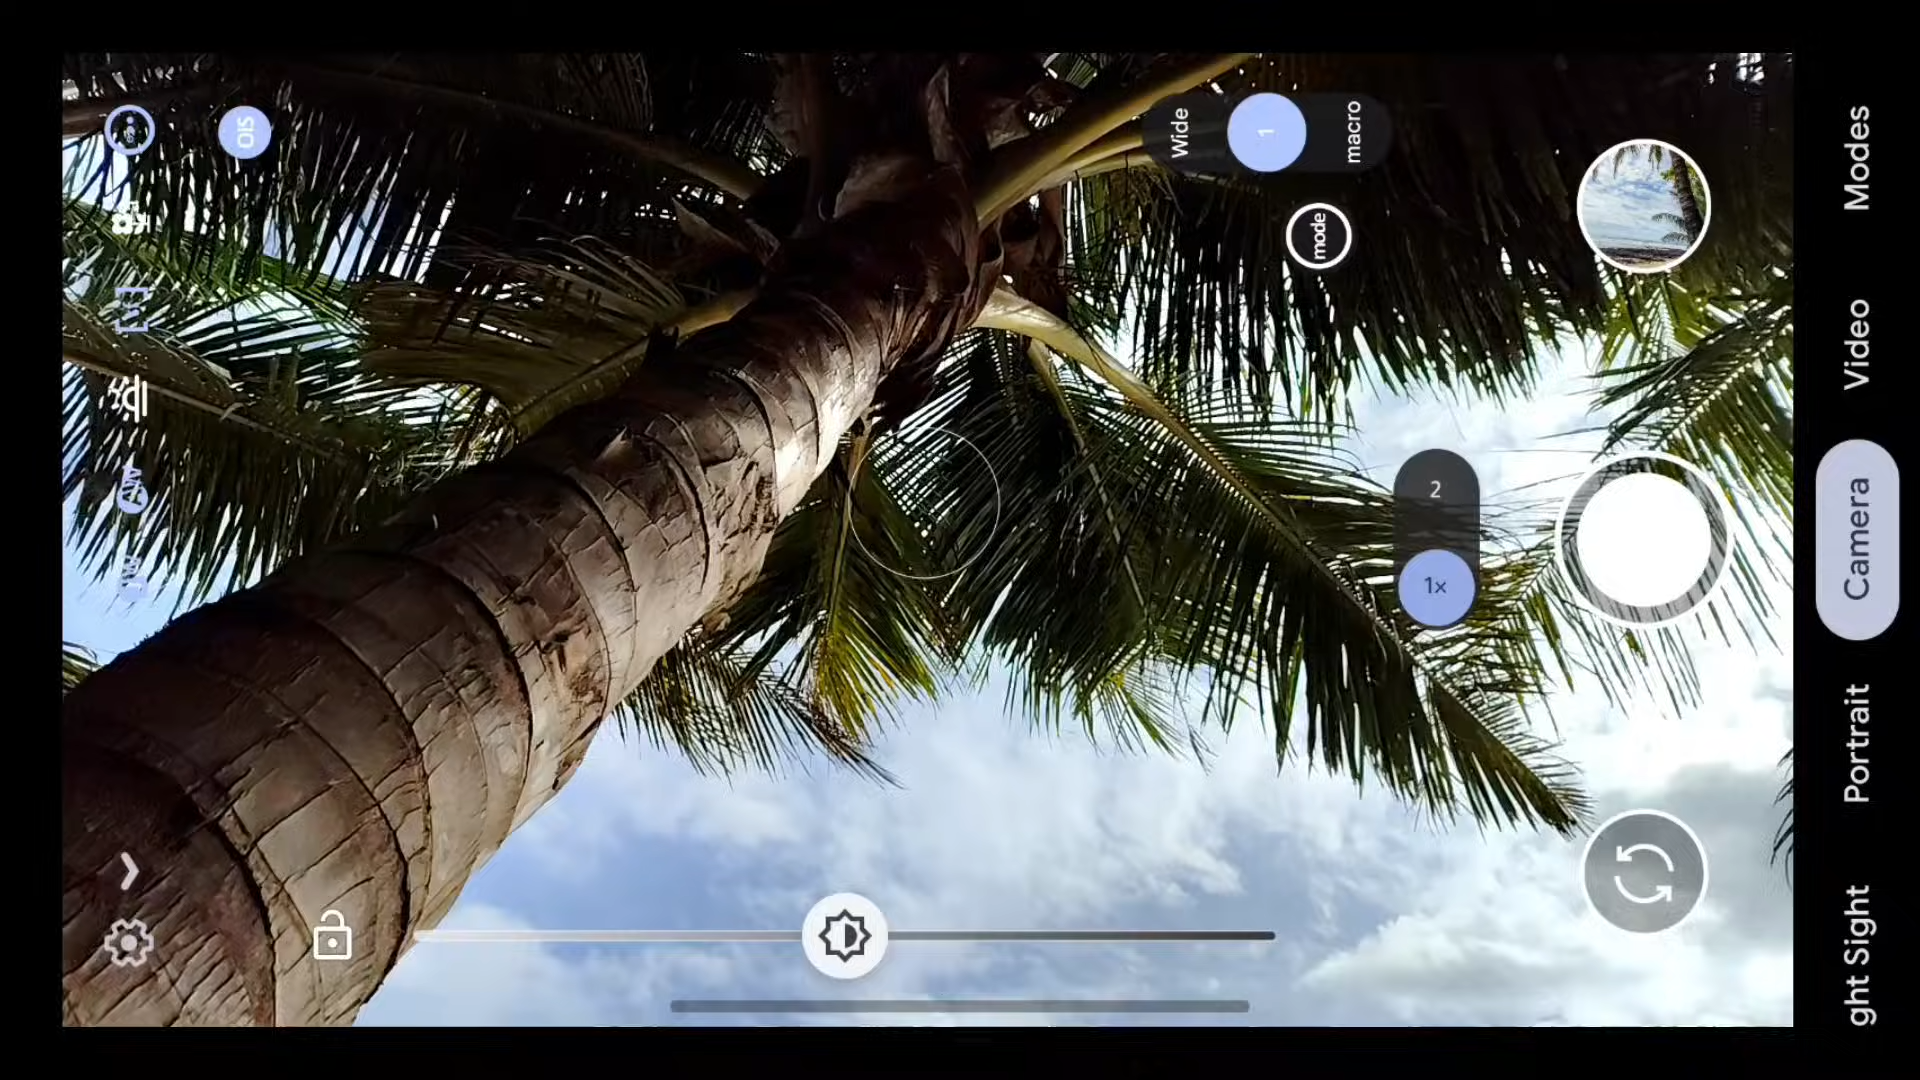 OIS
Wide
1
macro
mode
2
1×
Modes
Video
Camera
Portrait
ght Sight